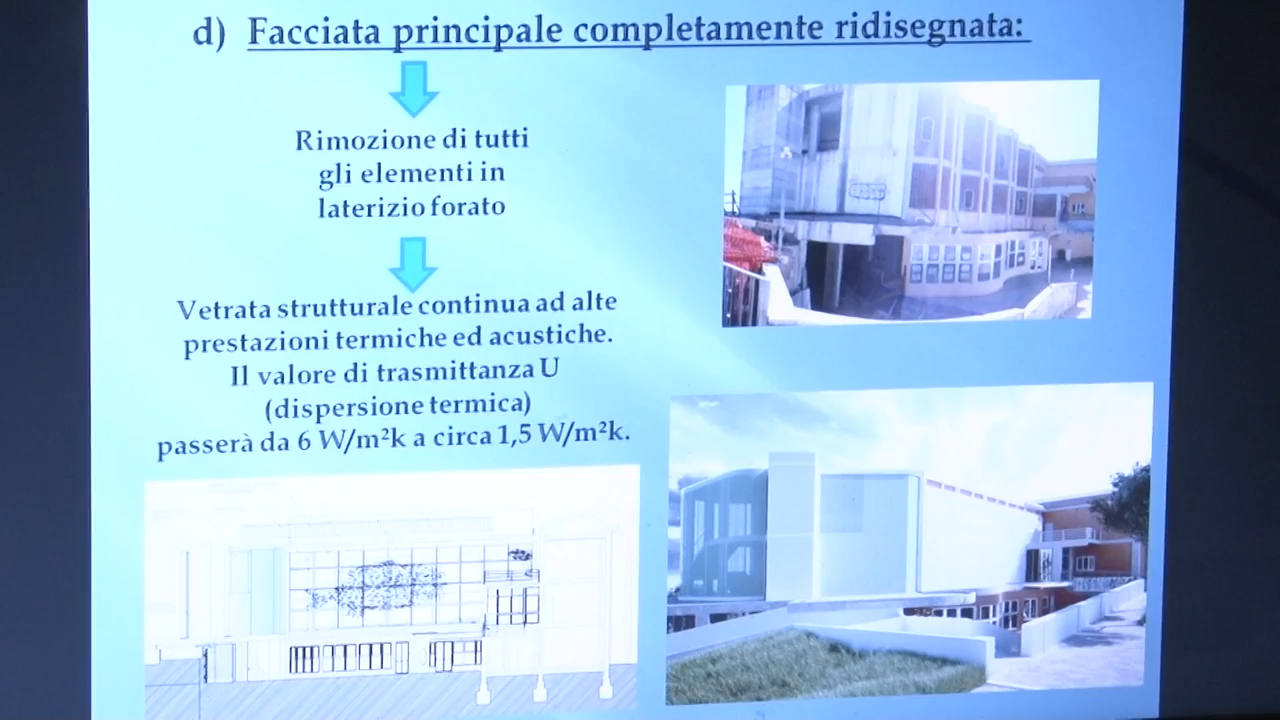 d) Facciata principale completamente ridisegnata:
Rimozione di tutti
gli elementi in
laterizio forato
Vetrata strutturale continua ad alte
prestazioni termiche ed acustiche.
Il valore di trasmittanza U
(dispersione termica)
passerà da 6 W/m²k a circa 1,5 W/m²k.